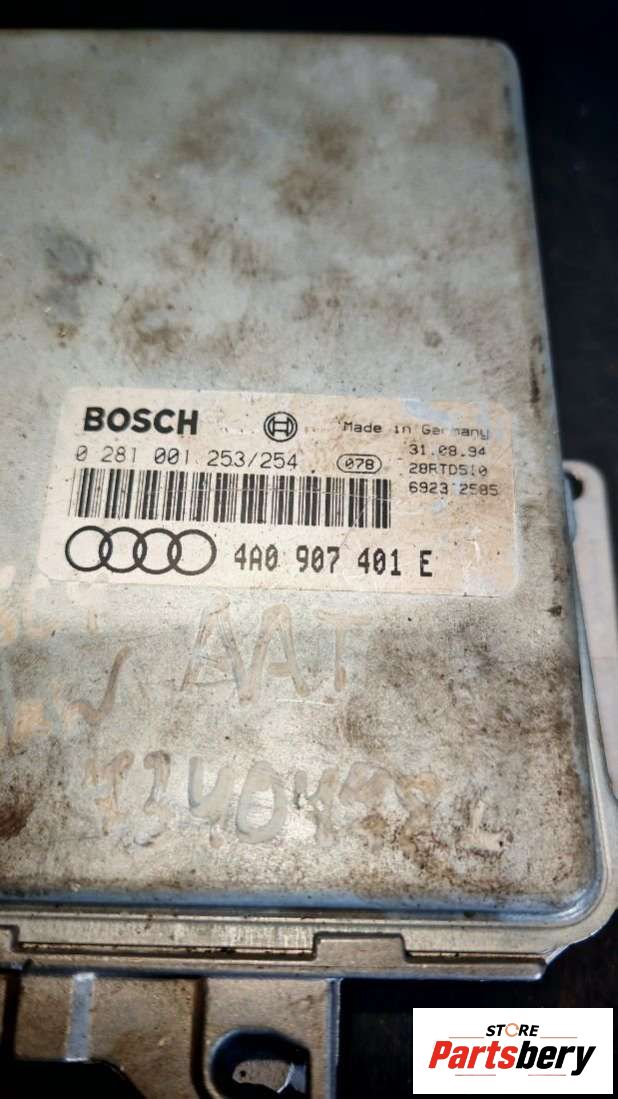 BOSCH
Made in Germany
0 281 001 253/254
078
31.08.94
28RTD510
692312585
4A0 907 401 E
AAT
STORE
Partsbery